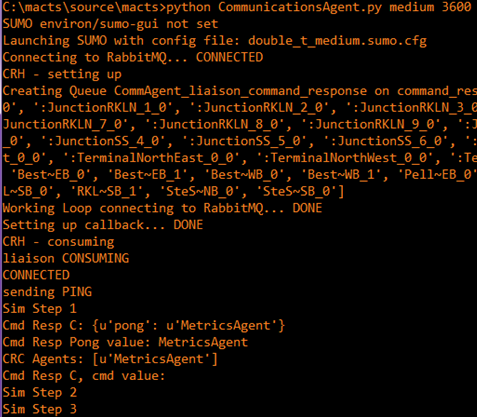 C:\macts\source\macts>python CommunicationsAgent.py medium 3600
SUMO environ/sumo-gui not set
Launching SUMO with config file: double_t_medium.sumo.cfg
Connecting to RabbitMQ... CONNECTED
CRH - setting up
Creating Queue CommAgent_liaison_command_response on command_res
0', ':JunctionRKLN_1_0', ':JunctionRKLN_2_0', ':JunctionRKLN_3_0
JunctionRKLN_7_0', ':JunctionRKLN_8_0', ':JunctionRKLN_9_0', ':J
_0', ':JunctionSS_4_0', ':JunctionSS_5_0', ':JunctionSS_6_0', ':
t_0_0', ':TerminalNorthEast_0_0', ':TerminalNorthWest_0_0', ':Te
'Best~EB_0', 'Best~EB_1', 'Best~WB_0', 'Best~WB_1', 'Pell~EB_0'
L~SB_0', 'RKL~SB_1', 'SteS~NB_0', 'SteS~SB_0']
Working Loop connecting to RabbitMQ... DONE
Setting up callback... DONE
CRH - consuming
liaison CONSUMING
CONNECTED
sending PING
Sim Step 1
Cmd Resp C: {u'pong': u'MetricsAgent'}
Cmd Resp Pong value: MetricsAgent
CRC Agents: [u'MetricsAgent']
Cmd Resp C, cmd value:
Sim Step 2
Sim Step 3